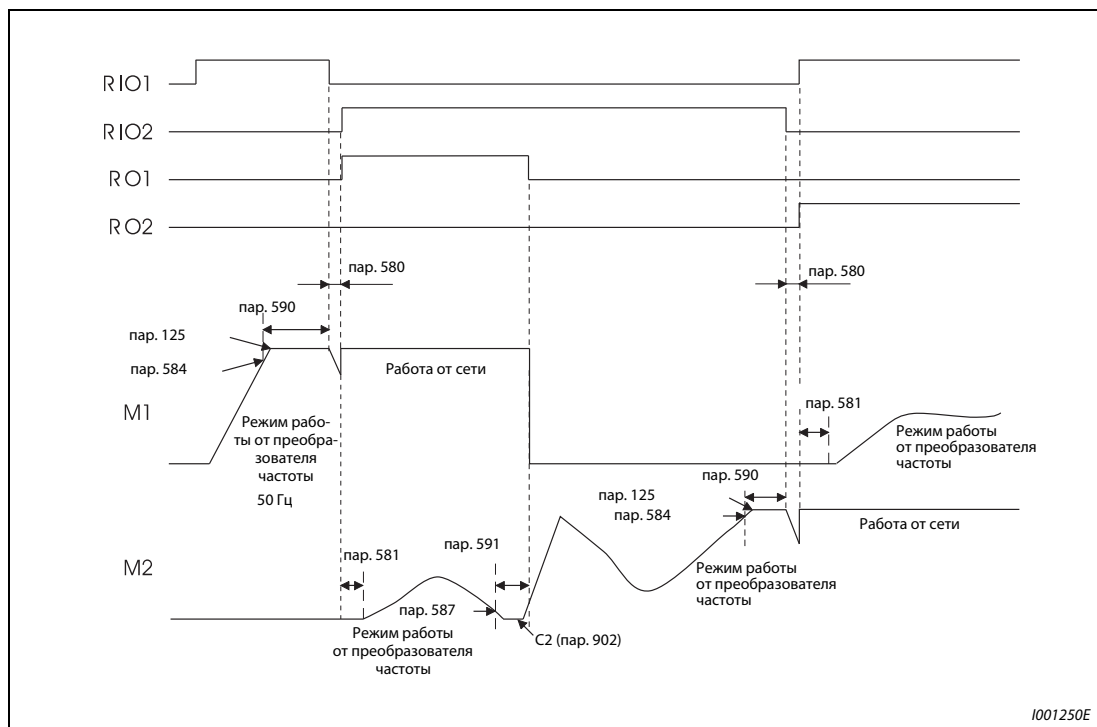 RIO1
RIO2
RO1
RO2
пар. 580
пар. 580
пар. 590
пар. 125
пар. 584
Работа от сети
M1
пар. 581
Режим рабо-
ты от преобра-
зователя
частоты
Режим работы
от преобразователя
частоты
пар. 590
50 Гц
пар. 125
пар. 584
Работа от сети
пар. 581
пар. 591
M2
Режим работы
от преобразователя
частоты
пар. 587
C2 (пар. 902)
Режим работы
от преобразователя
частоты
I001250E